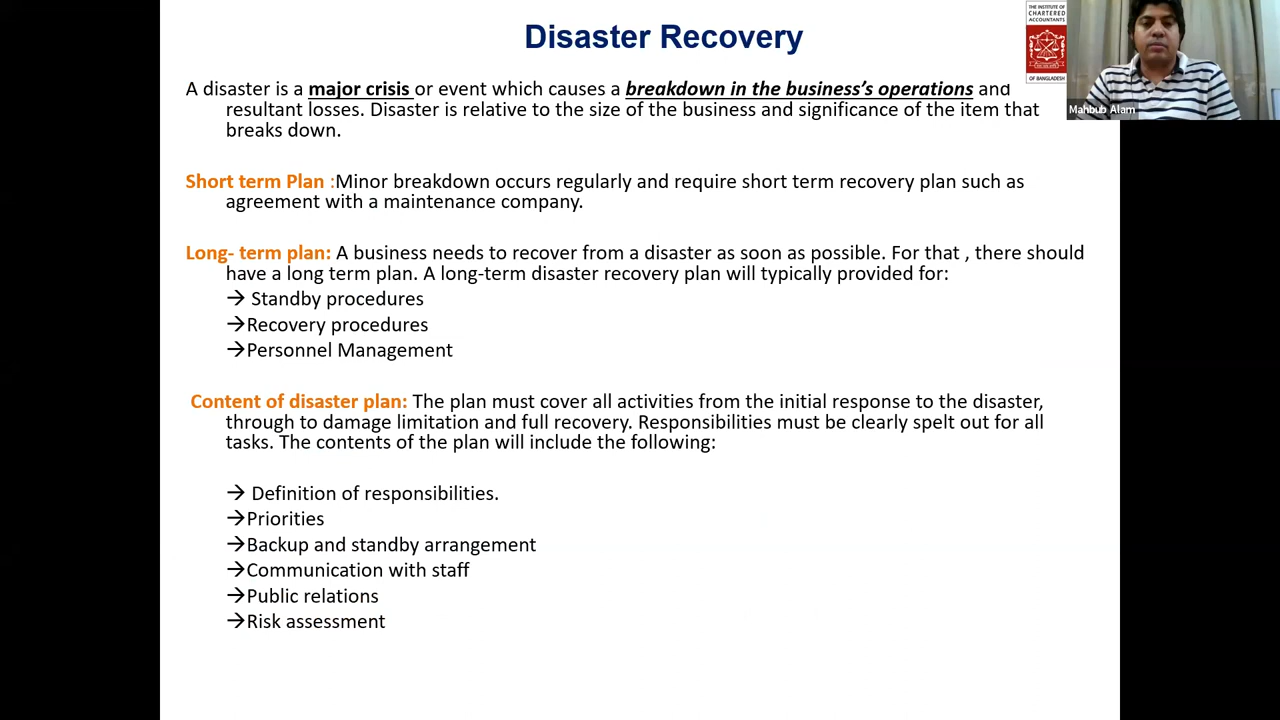 Disaster Recovery
THE INSTITUTE OF
CHARTERED
ACCOUNTANTS
OF BANGLADESH
Mahbub Alam
A disaster is a major crisis or event which causes a breakdown in the business’s operations and
resultant losses. Disaster is relative to the size of the business and significance of the item that
breaks down.
Short term Plan :Minor breakdown occurs regularly and require short term recovery plan such as
agreement with a maintenance company.
Long- term plan: A business needs to recover from a disaster as soon as possible. For that , there should
have a long term plan. A long-term disaster recovery plan will typically provided for:
→ Standby procedures
→Recovery procedures
→Personnel Management
Content of disaster plan: The plan must cover all activities from the initial response to the disaster,
through to damage limitation and full recovery. Responsibilities must be clearly spelt out for all
tasks. The contents of the plan will include the following:
→ Definition of responsibilities.
→Priorities
→Backup and standby arrangement
→Communication with staff
→Public relations
→Risk assessment